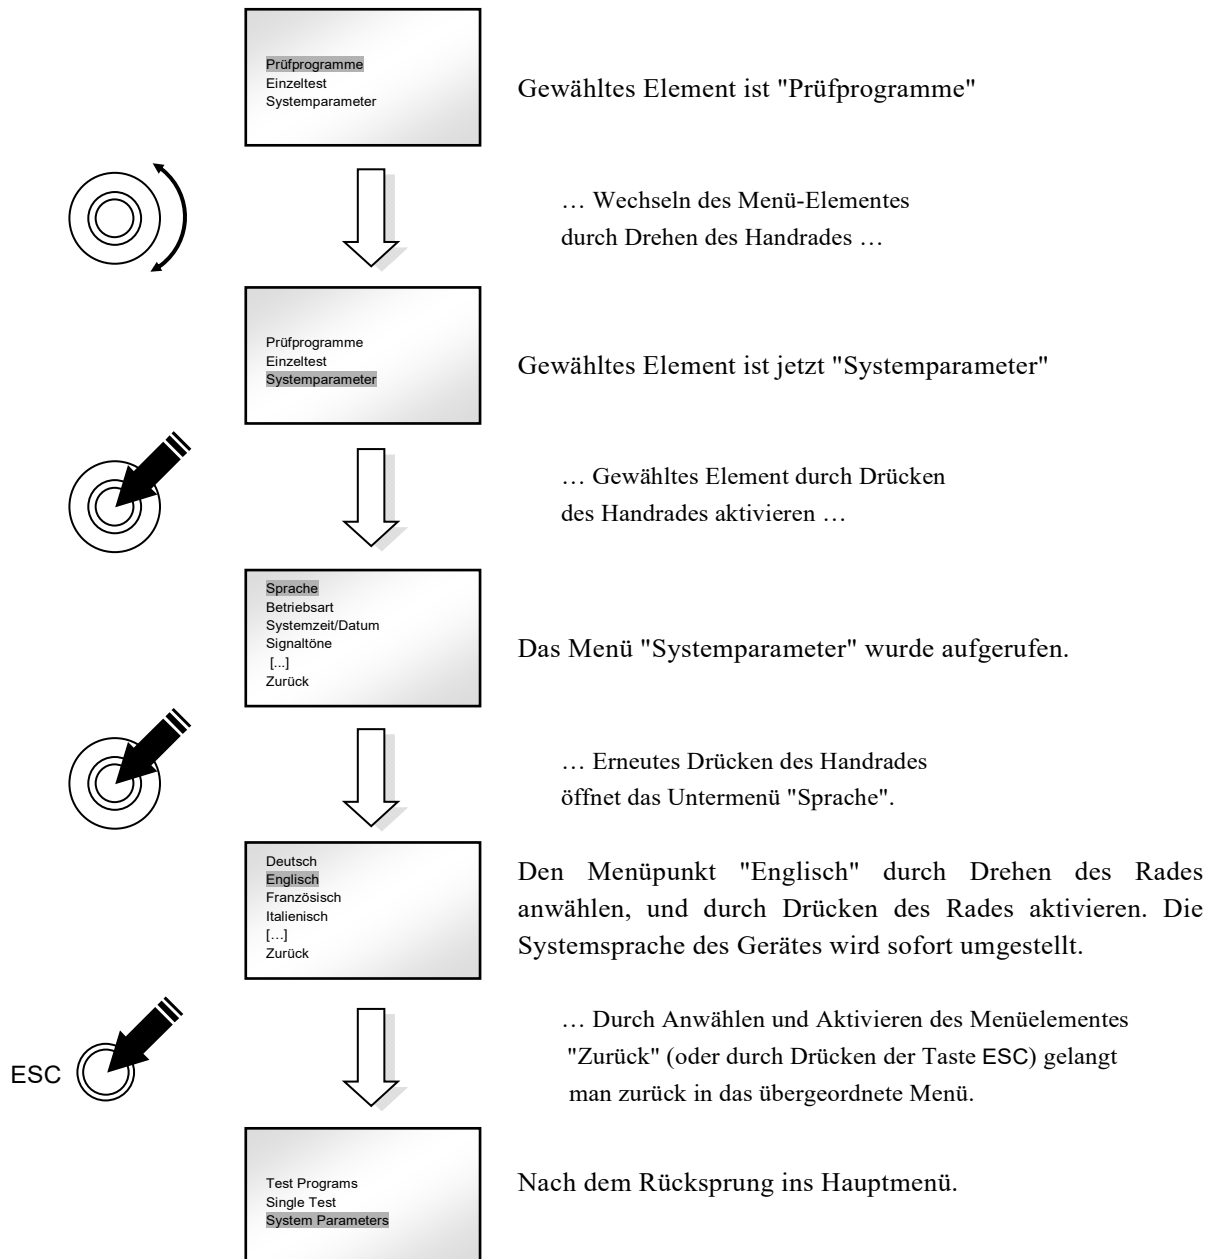 Prüfprogramme
Einzeltest
Systemparameter
Gewähltes Element ist "Prüfprogramme"
… Wechseln des Menü-Elementes
durch Drehen des Handrades …
Prüfprogramme
Einzeltest
Systemparameter
Gewähltes Element ist jetzt "Systemparameter"
… Gewähltes Element durch Drücken
des Handrades aktivieren …
Sprache
Betriebsart
Systemzeit/Datum
Signaltöne
[...]
Zurück
Das Menü "Systemparameter" wurde aufgerufen.
… Erneutes Drücken des Handrades
öffnet das Untermenü "Sprache".
Deutsch
Englisch
Französisch
Italienisch
[…]
Zurück
Den Menüpunkt "Englisch" durch Drehen des Rades
anwählen, und durch Drücken des Rades aktivieren. Die
Systemsprache des Gerätes wird sofort umgestellt.
ESC
… Durch Anwählen und Aktivieren des Menüelementes
"Zurück" (oder durch Drücken der Taste ESC) gelangt
man zurück in das übergeordnete Menü.
Test Programs
Single Test
System Parameters
Nach dem Rücksprung ins Hauptmenü.